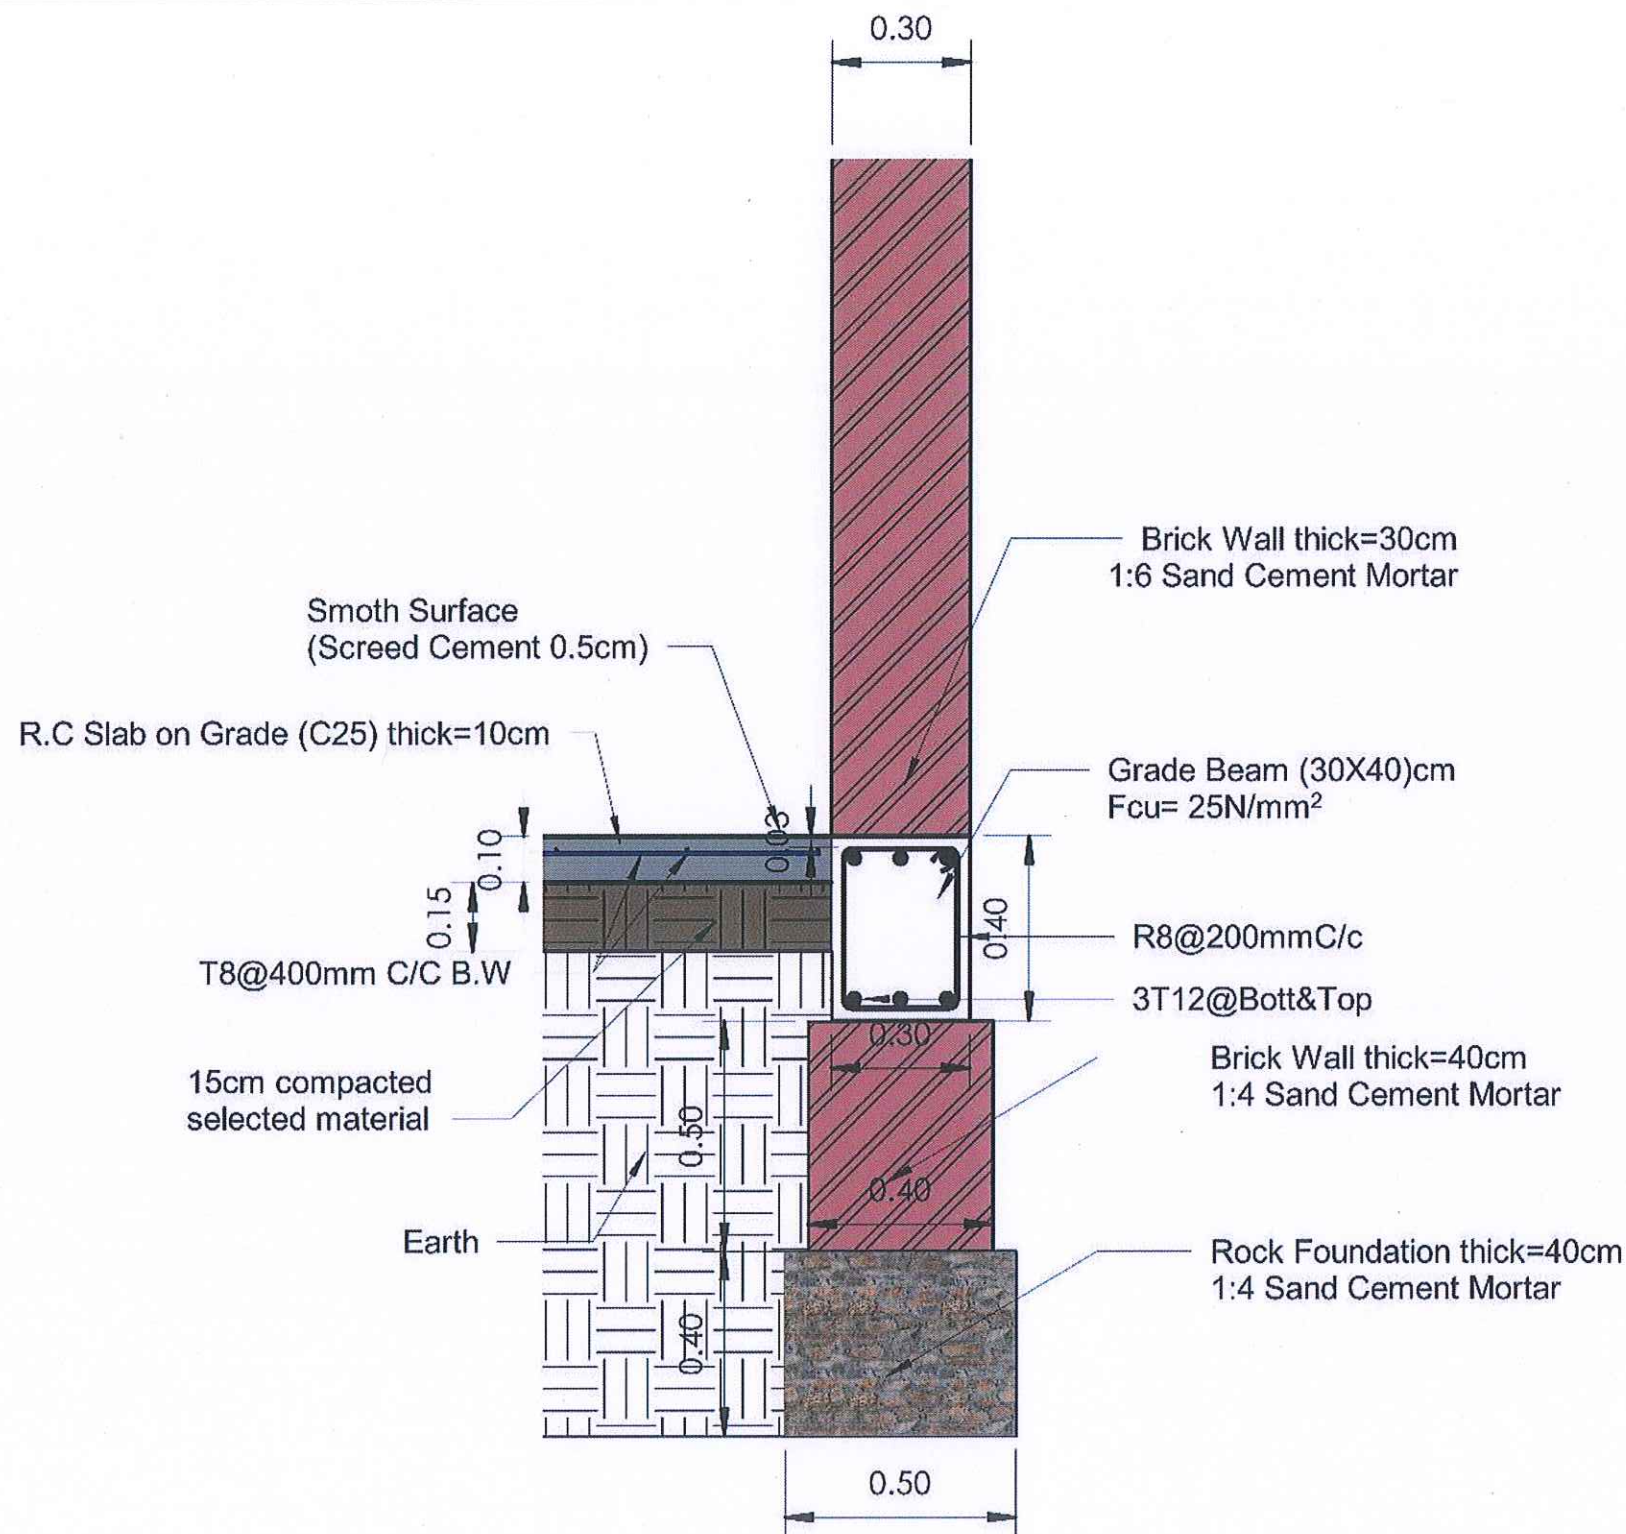 0.30
Brick Wall thick=30cm
1:6 Sand Cement Mortar
Smoth Surface
(Screed Cement 0.5cm)
R.C Slab on Grade (C25) thick=10cm
Grade Beam (30X40)cm
Fcu= 25N/mm²
0.03
0.10
0.15
0.40
R8@200mmC/c
T8@400mm C/C B.W
3T12@Bott&Top
0.30
Brick Wall thick=40cm
1:4 Sand Cement Mortar
15cm compacted
selected material
0.50
0.40
Earth
Rock Foundation thick=40cm
1:4 Sand Cement Mortar
0.40
0.50